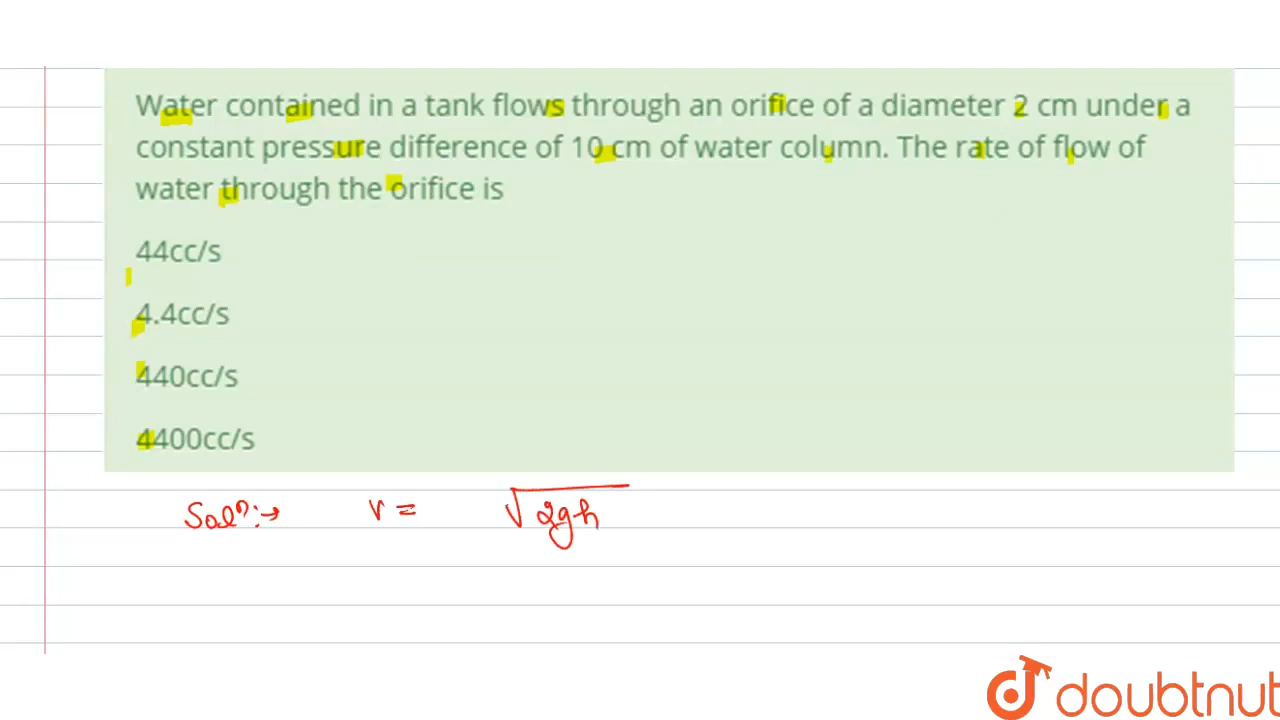 Water contained in a tank flows through an orifice of a diameter 2 cm under a
constant pressure difference of 10 cm of water column. The rate of flow of
water through the orifice is
44cc/s
4.4cc/s
440cc/s
4400cc/s
Solⁿ:→ v = √2gh
doubtnut